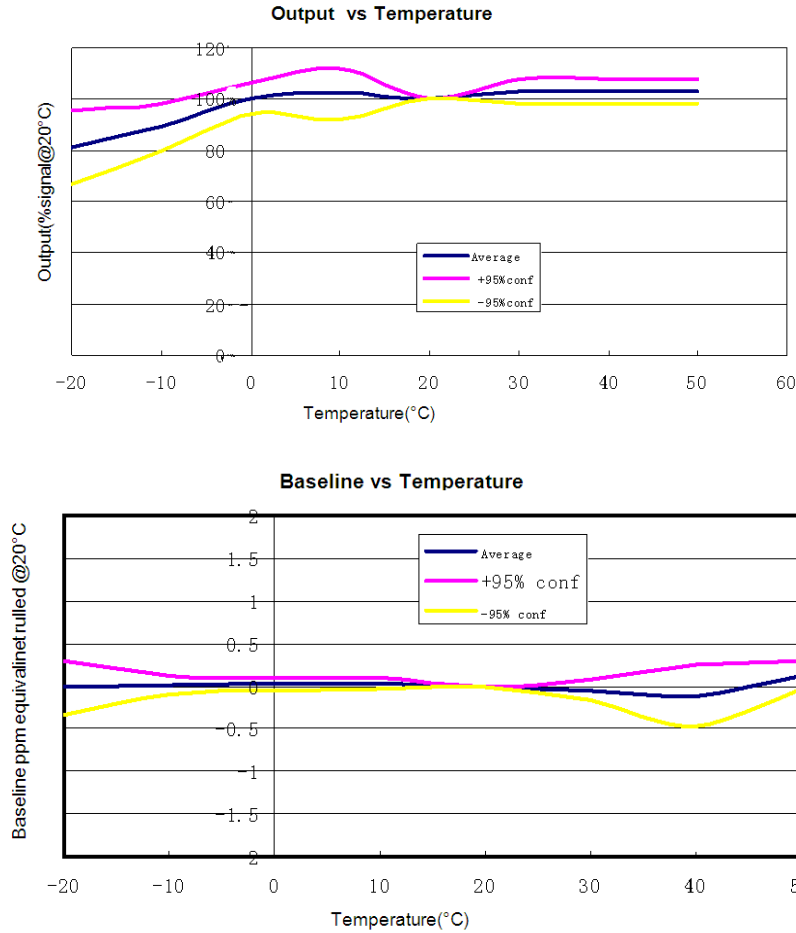 Output vs Temperature
Output(%signal@20°C)
120%
100%
80%
60%
40%
20%
0%
Average
+95%conf
-95%conf
-20 -10 0 10 20 30 40 50 60
Temperature(°C)
Baseline vs Temperature
Baseline ppm equivalinet rulled @20°C
2
1.5
1
0.5
0
-0.5
-1
-1.5
2
Average
+95% conf
-95% conf
-20 -10 0 10 20 30 40 50
Temperature(°C)